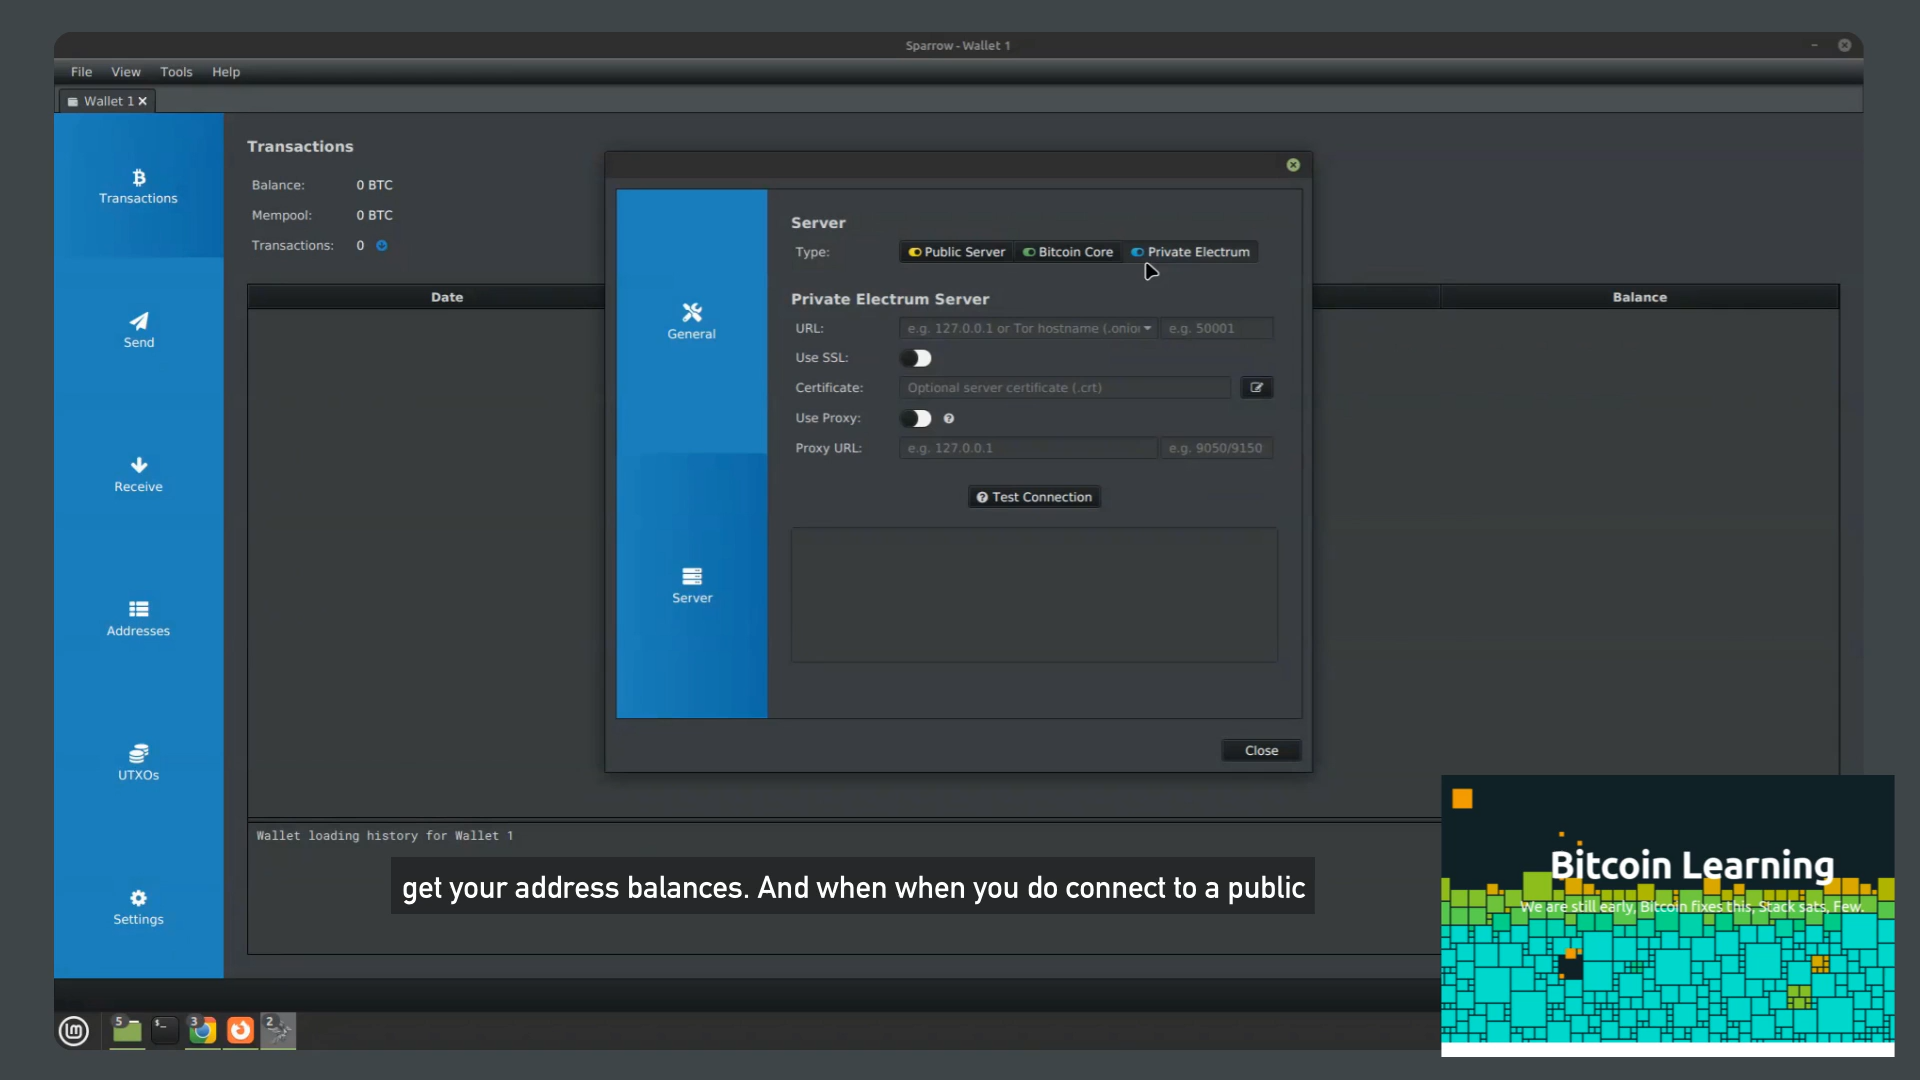 Sparrow - Wallet 1
File View Tools Help
Wallet 1
Transactions
Send
Receive
Addresses
UTXOs
Settings
Transactions
Balance: 0 BTC
Mempool: 0 BTC
Transactions: 0
Date
Balance
General
Server
Server
Type: Public Server Bitcoin Core Private Electrum
Private Electrum Server
URL: e.g. 127.0.0.1 or Tor hostname (.onio e.g. 50001
Use SSL:
Certificate: Optional server certificate (.crt)
Use Proxy:
Proxy URL: e.g. 127.0.0.1 e.g. 9050/9150
Test Connection
Close
Wallet loading history for Wallet 1
get your address balances. And when when you do connect to a public
Bitcoin Learning
We are still early, Bitcoin fixes this, Stack sats, Few.
5 3 2